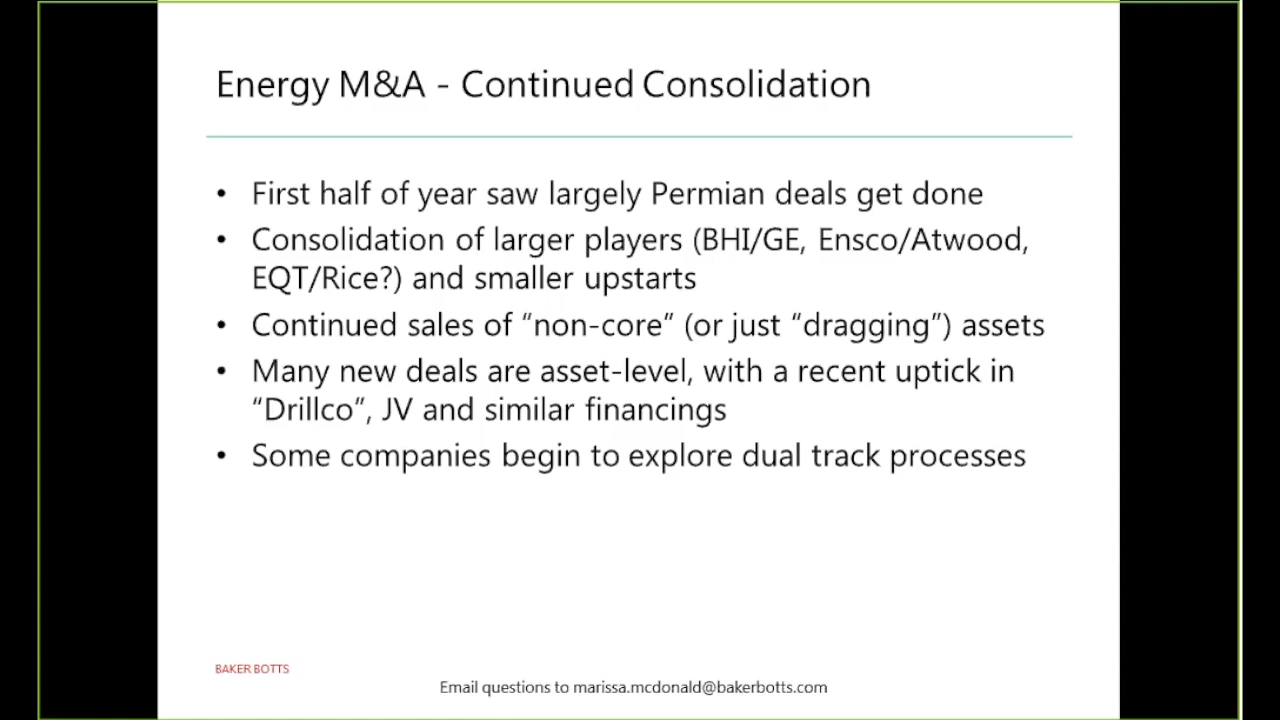 Energy M&A - Continued Consolidation
• First half of year saw largely Permian deals get done
• Consolidation of larger players (BHI/GE, Ensco/Atwood,
EQT/Rice?) and smaller upstarts
• Continued sales of “non-core” (or just “dragging”) assets
• Many new deals are asset-level, with a recent uptick in
“Drillco”, JV and similar financings
• Some companies begin to explore dual track processes
BAKER BOTTS
Email questions to marissa.mcdonald@bakerbotts.com